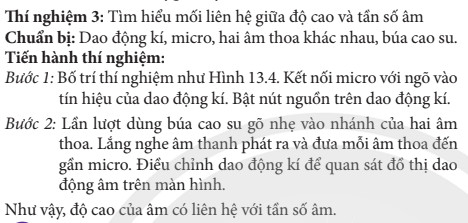 Thí nghiệm 3: Tìm hiểu mối liên hệ giữa độ cao và tần số âm
Chuẩn bị: Dao động kí, micro, hai âm thoa khác nhau, búa cao su.
Tiến hành thí nghiệm:
Bước 1: Bố trí thí nghiệm như Hình 13.4. Kết nối micro với ngõ vào
tín hiệu của dao động kí. Bật nút nguồn trên dao động kí.
Bước 2: Lần lượt dùng búa cao su gõ nhẹ vào nhánh của hai âm
thoa. Lắng nghe âm thanh phát ra và đưa mỗi âm thoa đến
gần micro. Điều chỉnh dao động kí để quan sát đồ thị dao
động âm trên màn hình.
Như vậy, độ cao của âm có liên hệ với tần số âm.